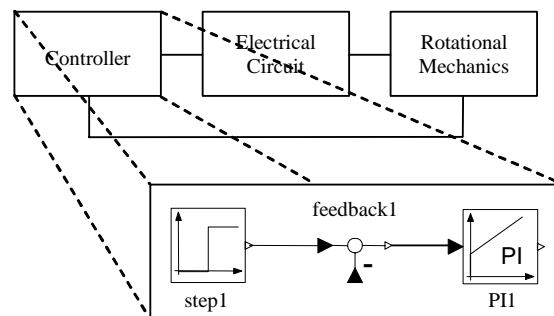 Controller
Electrical
Circuit
Rotational
Mechanics
feedback1
PI
-
step1
PI1